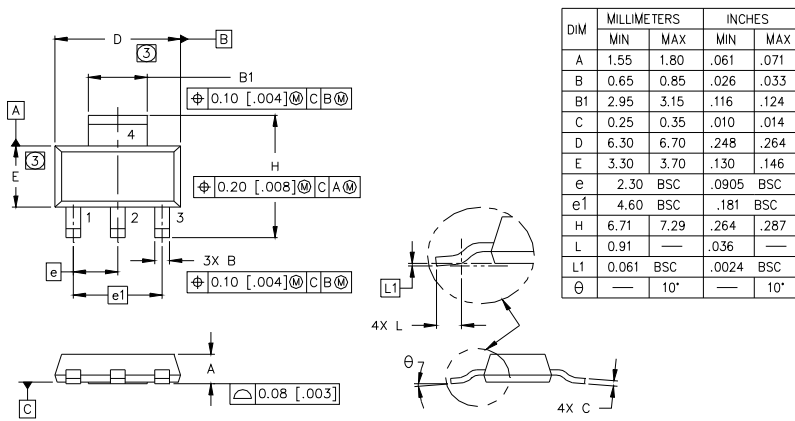 D
B
3
B1
⌖ 0.10 [.004] Ⓜ C B Ⓜ
A
4
3
E
H
⌖ 0.20 [.008] Ⓜ C A Ⓜ
1 2 3
e
3X B
e1
⌖ 0.10 [.004] Ⓜ C B Ⓜ
L1
4X L
A
C
⌓ 0.08 [.003]
θ
4X C
DIM MILLIMETERS INCHES
MIN MAX MIN MAX
A 1.55 1.80 .061 .071
B 0.65 0.85 .026 .033
B1 2.95 3.15 .116 .124
C 0.25 0.35 .010 .014
D 6.30 6.70 .248 .264
E 3.30 3.70 .130 .146
e 2.30 BSC .0905 BSC
e1 4.60 BSC .181 BSC
H 6.71 7.29 .264 .287
L 0.91 — .036 —
L1 0.061 BSC .0024 BSC
θ — 10° — 10°